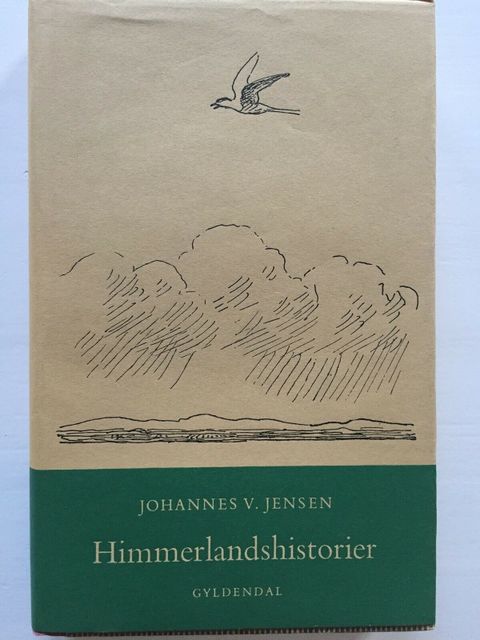 JOHANNES V. JENSEN
Himmerlandshistorier
GYLDENDAL